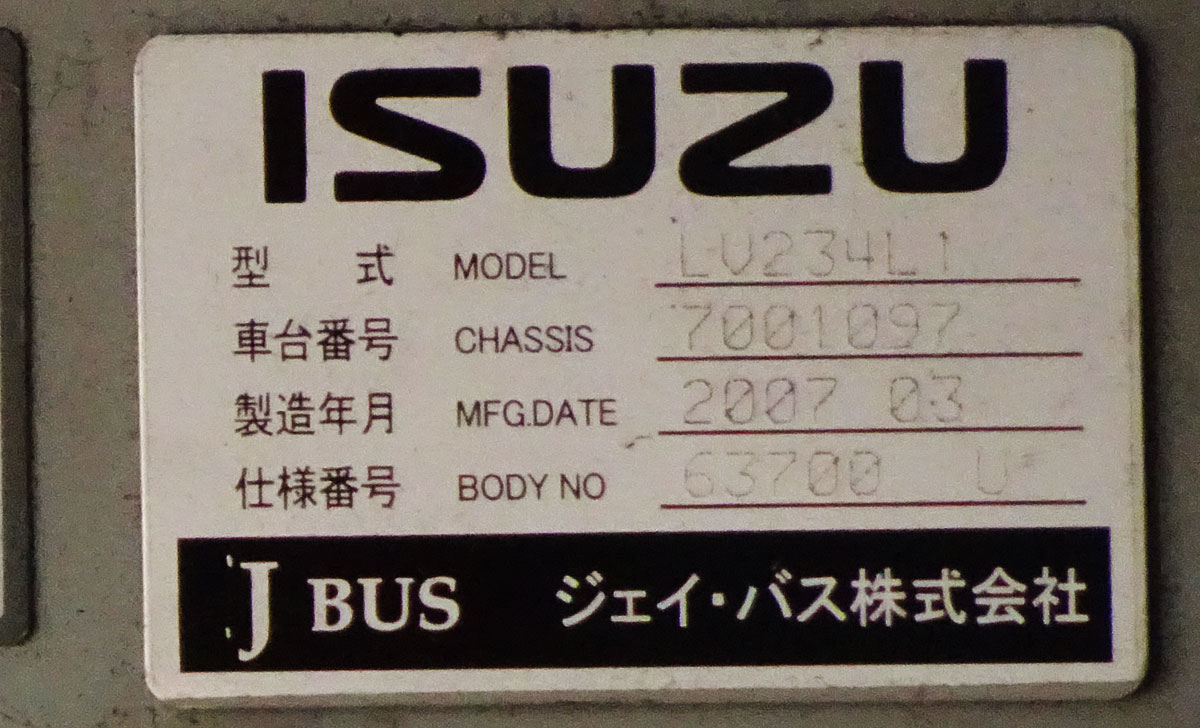 ISUZU
型 式 MODEL LV234L1
車台番号 CHASSIS 7001097
製造年月 MFG.DATE 2007 03
仕様番号 BODY NO 63700 U
J BUS ジェイ・バス株式会社